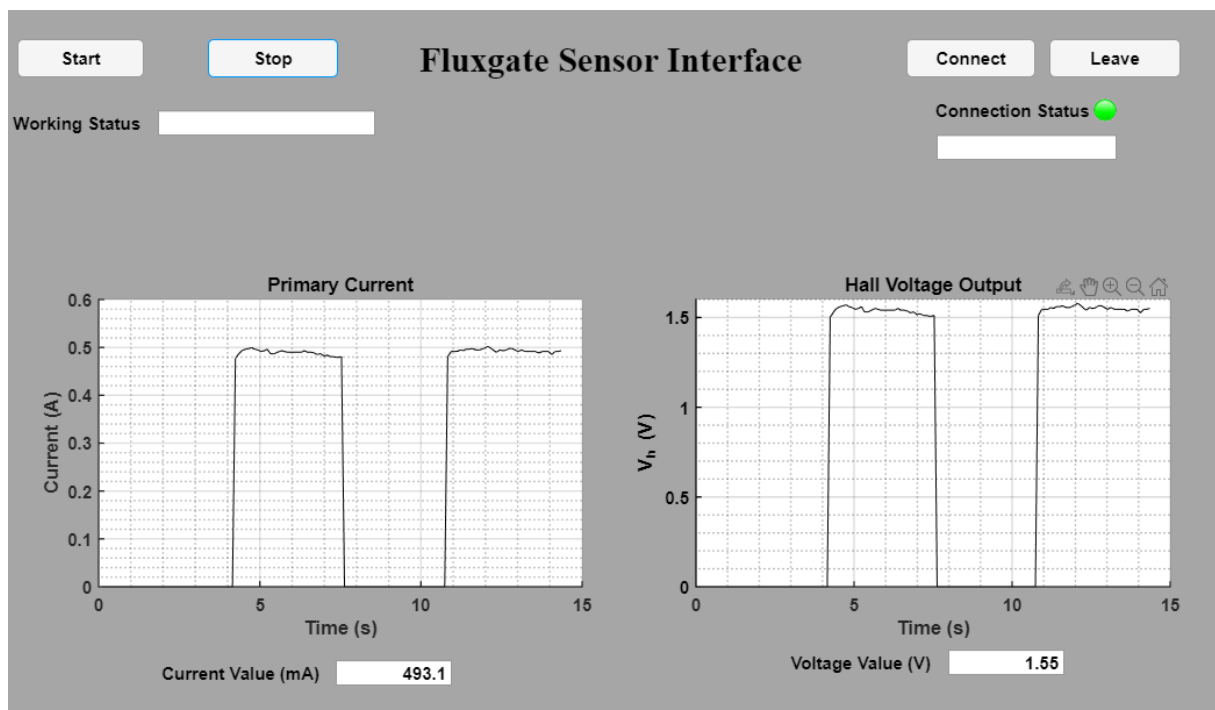 Start
Stop
Fluxgate Sensor Interface
Connect
Leave
Working Status
Connection Status
Primary Current
0.6
0.5
0.4
0.3
0.2
0.1
0
Current (A)
0
5
10
15
Time (s)
Current Value (mA)
493.1
Hall Voltage Output
1.5
1
0.5
0
Vh (V)
0
5
10
15
Time (s)
Voltage Value (V)
1.55